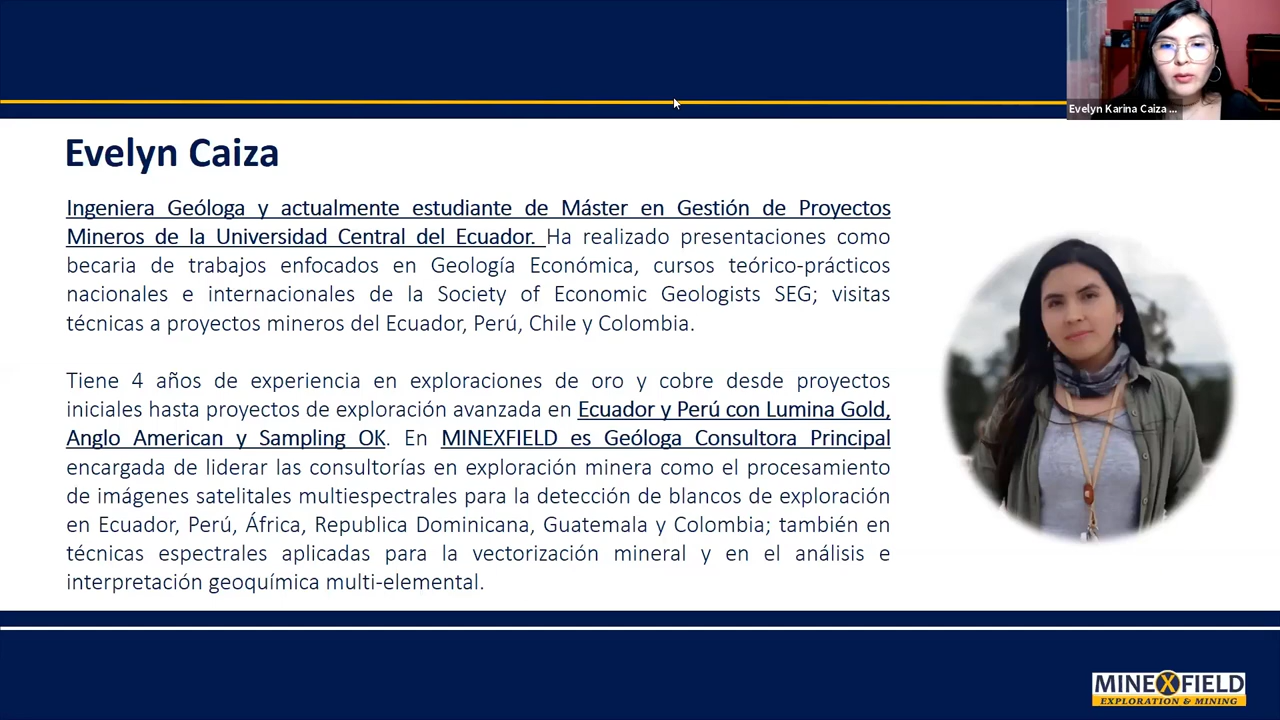 Evelyn Karina Caiza ...
Evelyn Caiza
Ingeniera Geóloga y actualmente estudiante de Máster en Gestión de Proyectos
Mineros de la Universidad Central del Ecuador. Ha realizado presentaciones como
becaria de trabajos enfocados en Geología Económica, cursos teórico-prácticos
nacionales e internacionales de la Society of Economic Geologists SEG; visitas
técnicas a proyectos mineros del Ecuador, Perú, Chile y Colombia.
Tiene 4 años de experiencia en exploraciones de oro y cobre desde proyectos
iniciales hasta proyectos de exploración avanzada en Ecuador y Perú con Lumina Gold,
Anglo American y Sampling OK. En MINEXFIELD es Geóloga Consultora Principal
encargada de liderar las consultorías en exploración minera como el procesamiento
de imágenes satelitales multiespectrales para la detección de blancos de exploración
en Ecuador, Perú, África, Republica Dominicana, Guatemala y Colombia; también en
técnicas espectrales aplicadas para la vectorización mineral y en el análisis e
interpretación geoquímica multi-elemental.
MINEXFIELD
EXPLORATION & MINING